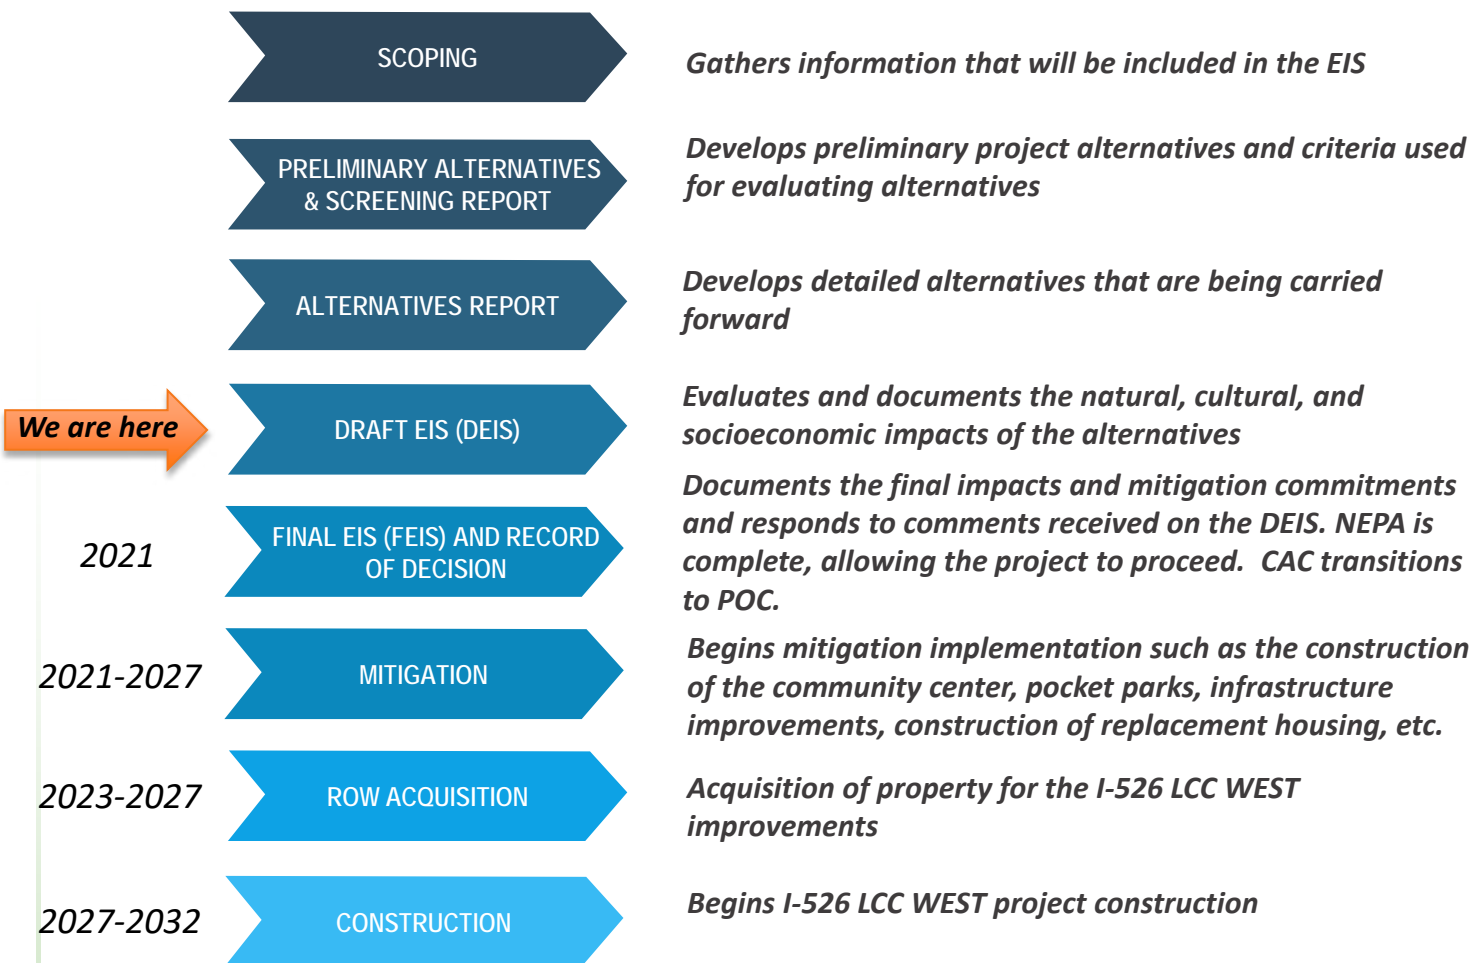 SCOPING
Gathers information that will be included in the EIS
PRELIMINARY ALTERNATIVES
& SCREENING REPORT
Develops preliminary project alternatives and criteria used
for evaluating alternatives
ALTERNATIVES REPORT
Develops detailed alternatives that are being carried
forward
We are here
DRAFT EIS (DEIS)
Evaluates and documents the natural, cultural, and
socioeconomic impacts of the alternatives
2021
FINAL EIS (FEIS) AND RECORD
OF DECISION
Documents the final impacts and mitigation commitments
and responds to comments received on the DEIS. NEPA is
complete, allowing the project to proceed.  CAC transitions
to POC.
2021-2027
MITIGATION
Begins mitigation implementation such as the construction
of the community center, pocket parks, infrastructure
improvements, construction of replacement housing, etc.
2023-2027
ROW ACQUISITION
Acquisition of property for the I-526 LCC WEST
improvements
2027-2032
CONSTRUCTION
Begins I-526 LCC WEST project construction